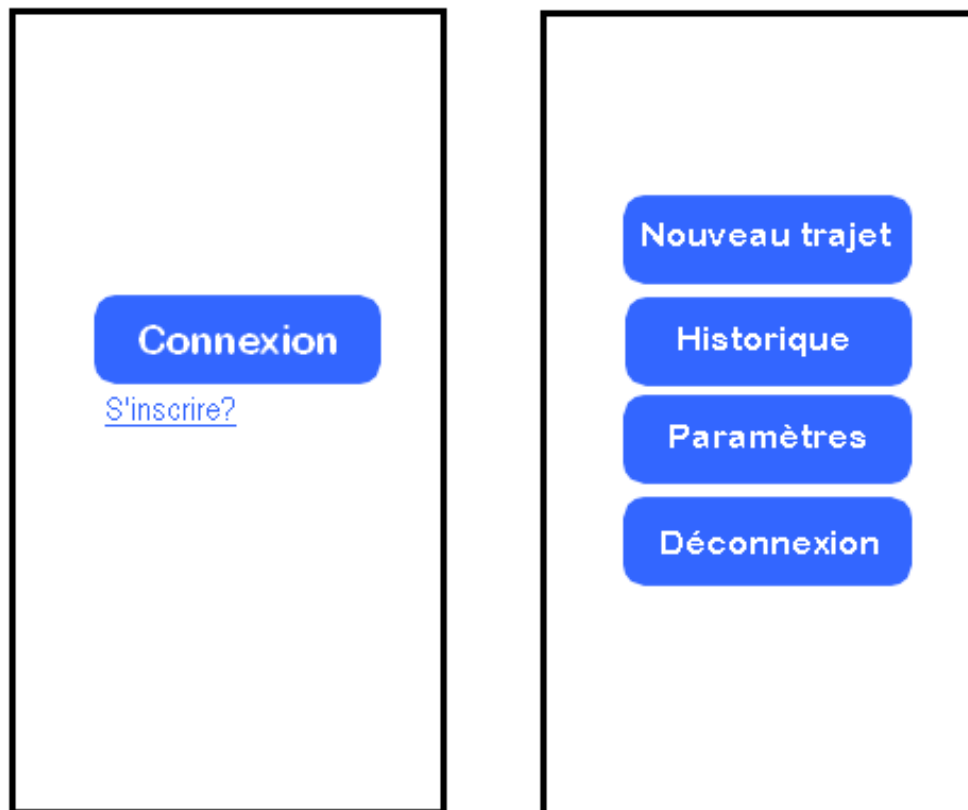 Connexion
S'inscrire?
Nouveau trajet
Historique
Paramètres
Déconnexion